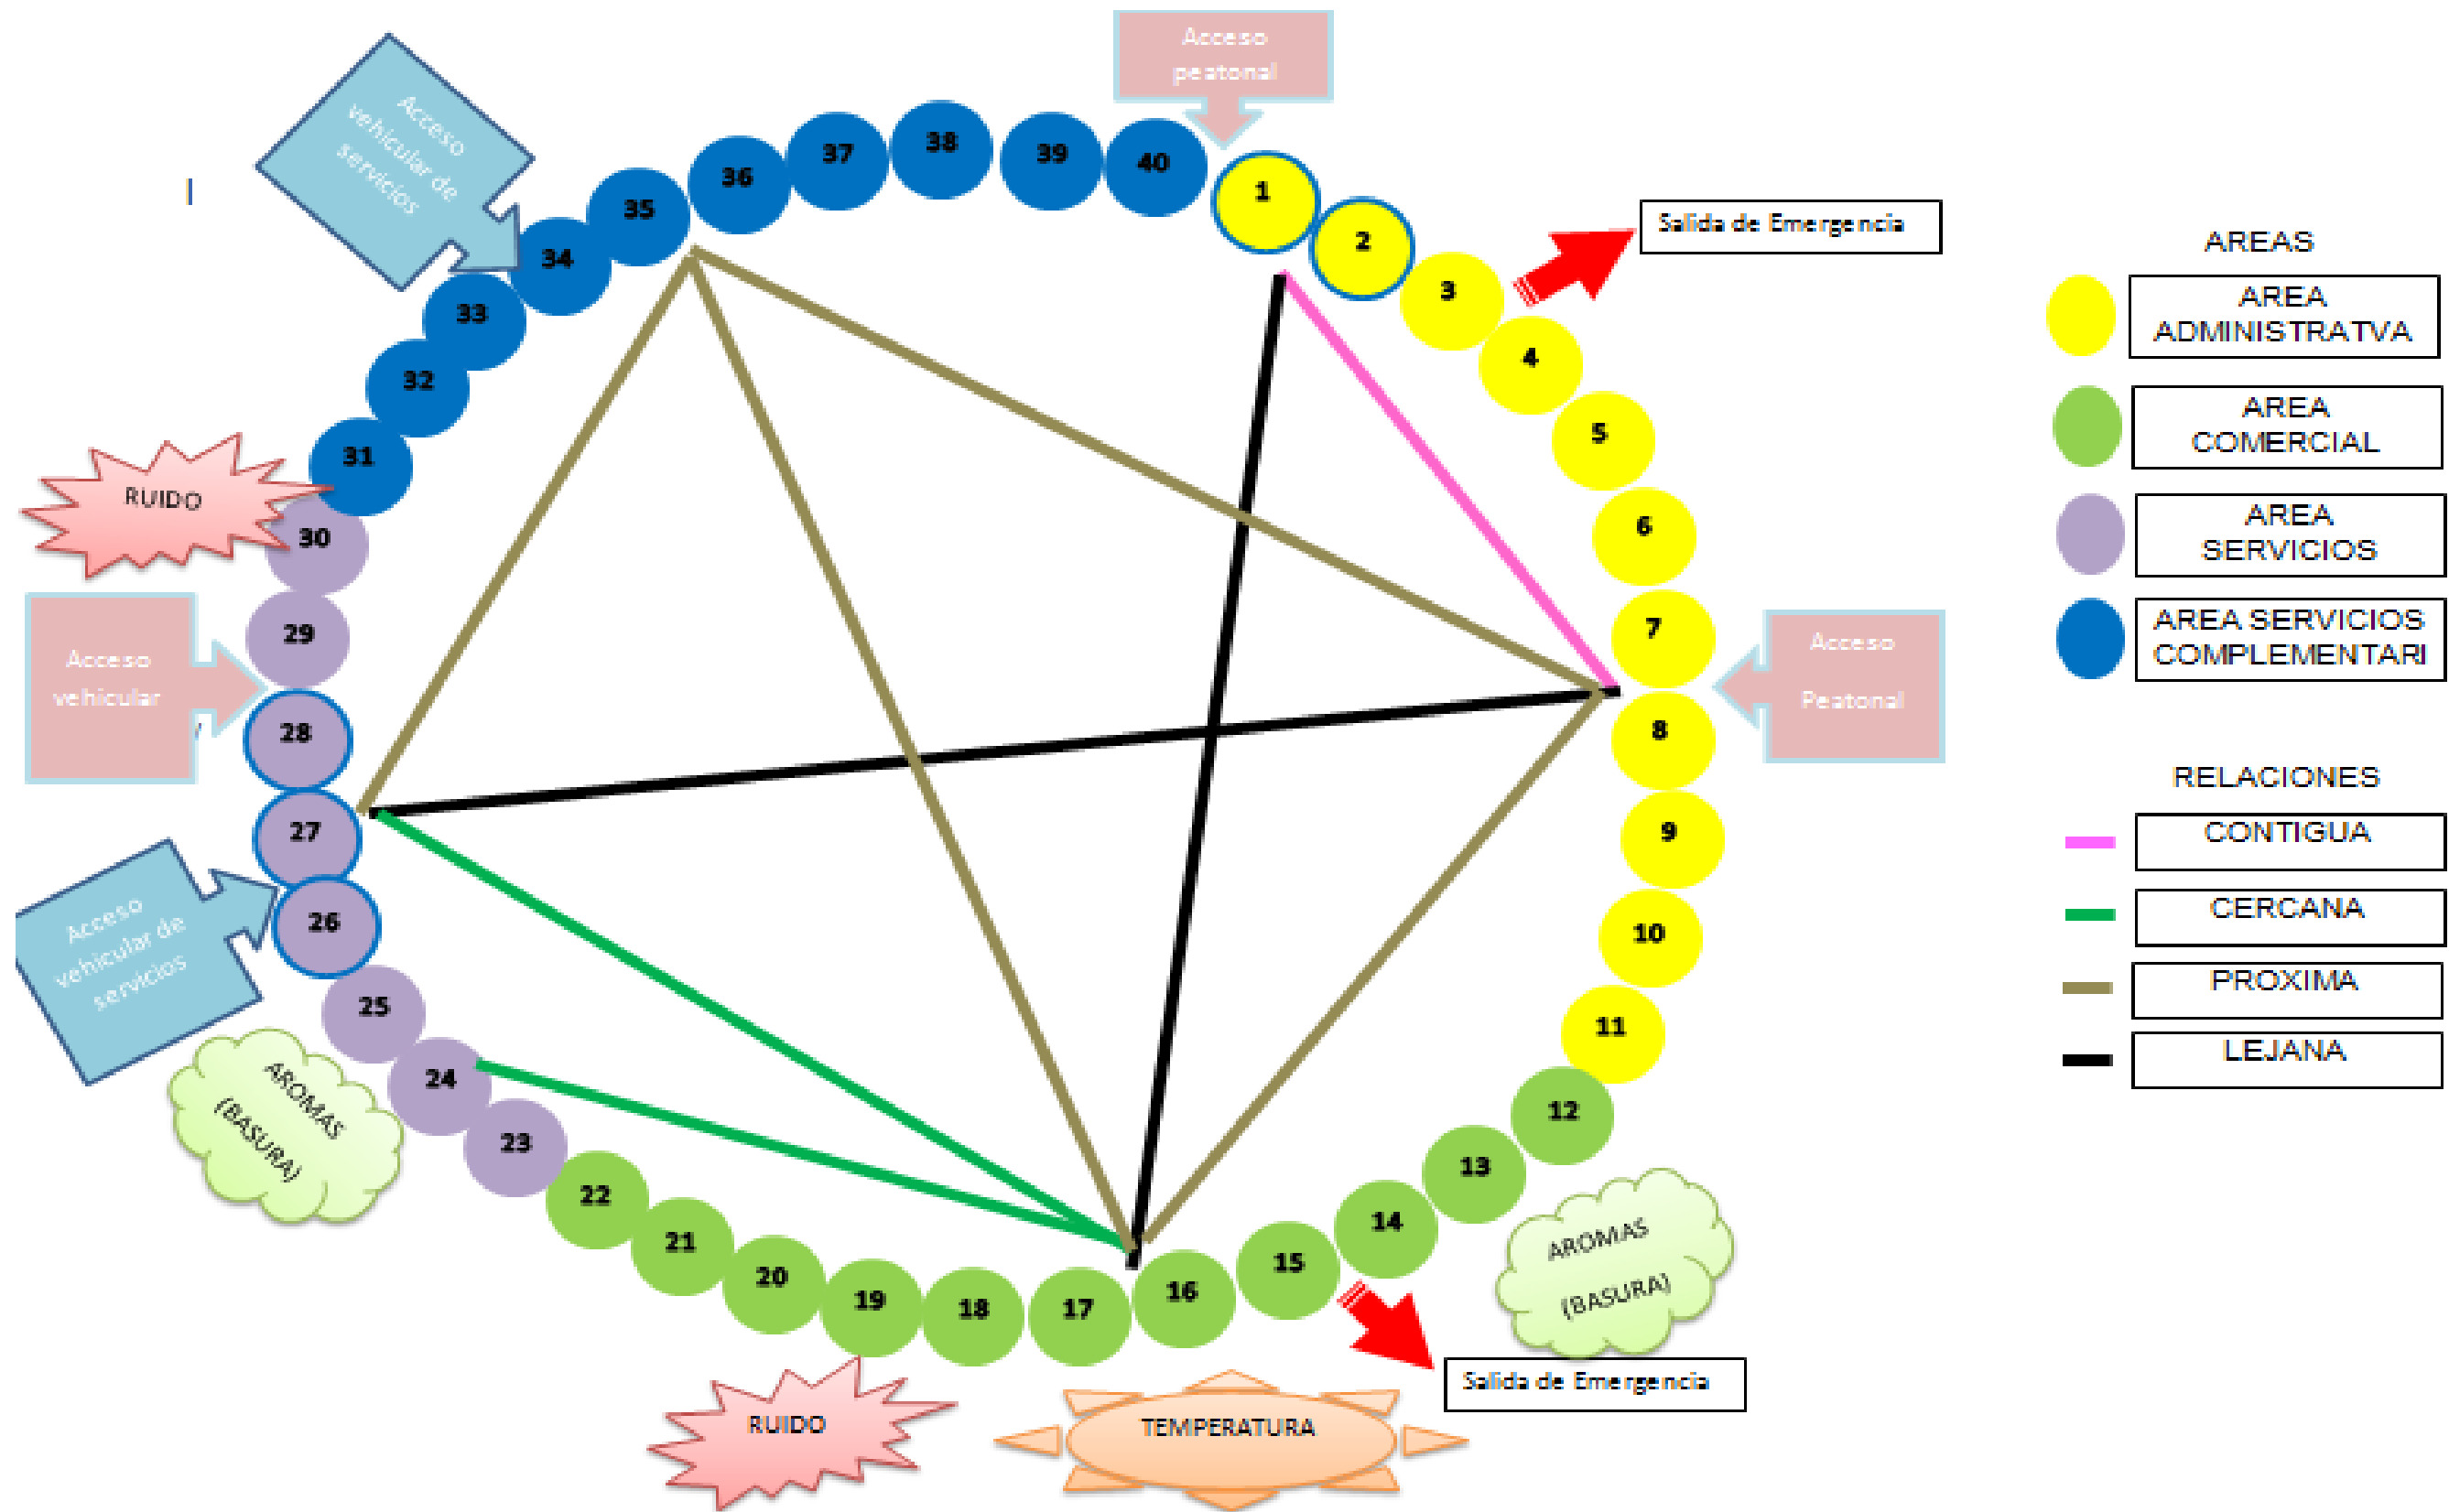 Acceso
peatonal
Acceso
vehicular de
servicios
36
37
38
39
40
1
2
3
4
5
6
7
8
9
10
11
12
13
14
15
16
17
18
19
20
21
22
23
24
25
26
27
28
29
30
31
32
33
34
35
Salida de Emergencia
RUIDO
Acceso
vehicular
Acceso
vehicular de
servicios
AROMAS
(BASURA)
Acceso
Peatonal
AROMAS
(BASURA)
Salida de Emergencia
RUIDO
TEMPERATURA
AREAS
AREA
ADMINISTRATVA
AREA
COMERCIAL
AREA
SERVICIOS
AREA SERVICIOS
COMPLEMENTARI
RELACIONES
CONTIGUA
CERCANA
PROXIMA
LEJANA